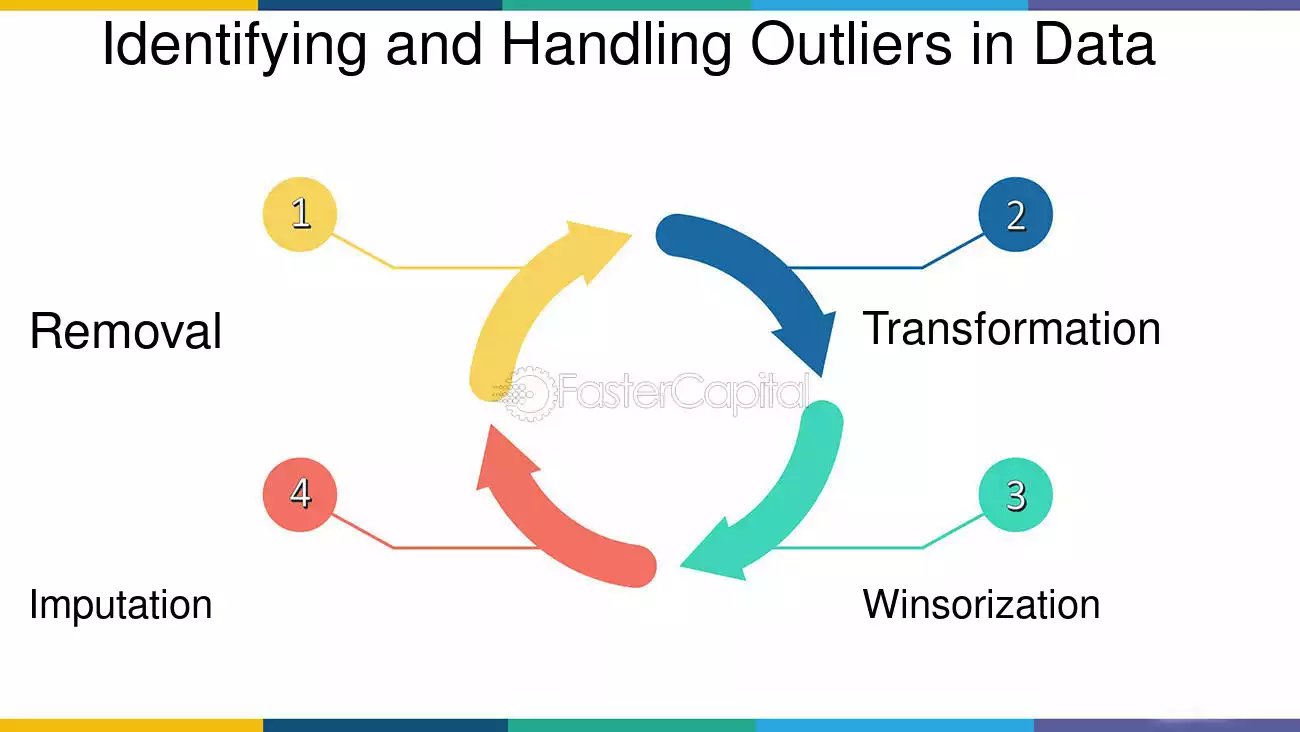 Identifying and Handling Outliers in Data
1
2
Removal
Transformation
FasterCapital
4
3
Imputation
Winsorization